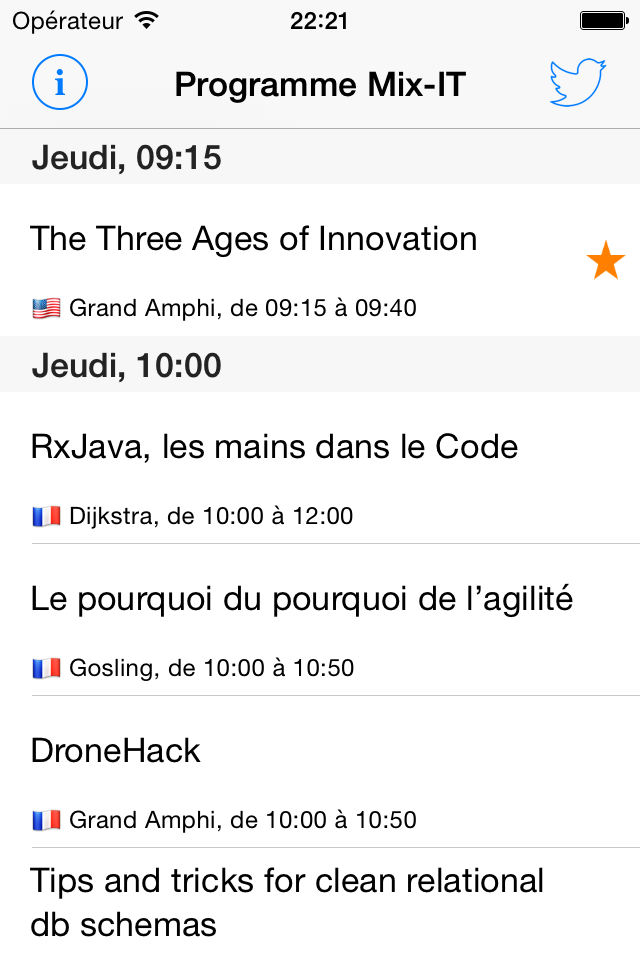 Opérateur 22:21
i Programme Mix-IT
Jeudi, 09:15
The Three Ages of Innovation
🇺🇸 Grand Amphi, de 09:15 à 09:40
Jeudi, 10:00
RxJava, les mains dans le Code
🇫🇷 Dijkstra, de 10:00 à 12:00
Le pourquoi du pourquoi de l’agilité
🇫🇷 Gosling, de 10:00 à 10:50
DroneHack
🇫🇷 Grand Amphi, de 10:00 à 10:50
Tips and tricks for clean relational
db schemas